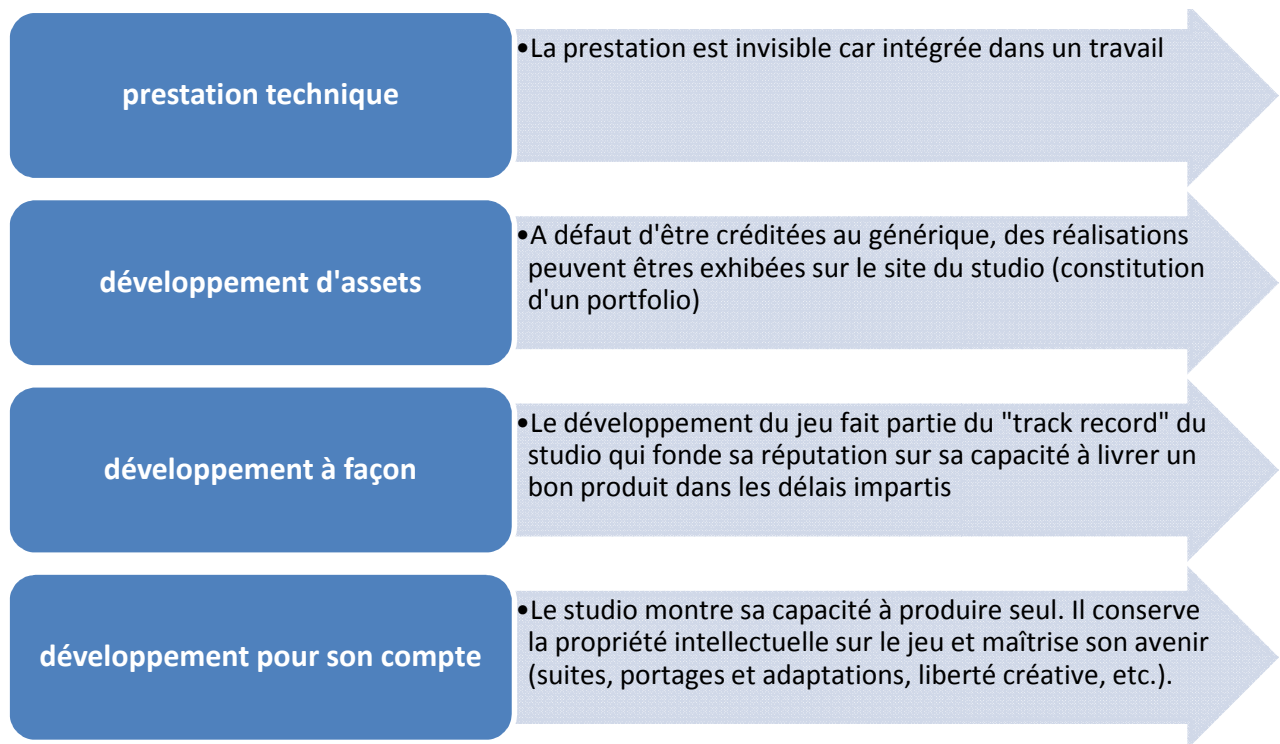 prestation technique
•La prestation est invisible car intégrée dans un travail
développement d'assets
•A défaut d'être créditées au générique, des réalisations
peuvent êtres exhibées sur le site du studio (constitution
d'un portfolio)
développement à façon
•Le développement du jeu fait partie du "track record" du
studio qui fonde sa réputation sur sa capacité à livrer un
bon produit dans les délais impartis
développement pour son compte
•Le studio montre sa capacité à produire seul. Il conserve
la propriété intellectuelle sur le jeu et maîtrise son avenir
(suites, portages et adaptations, liberté créative, etc.).